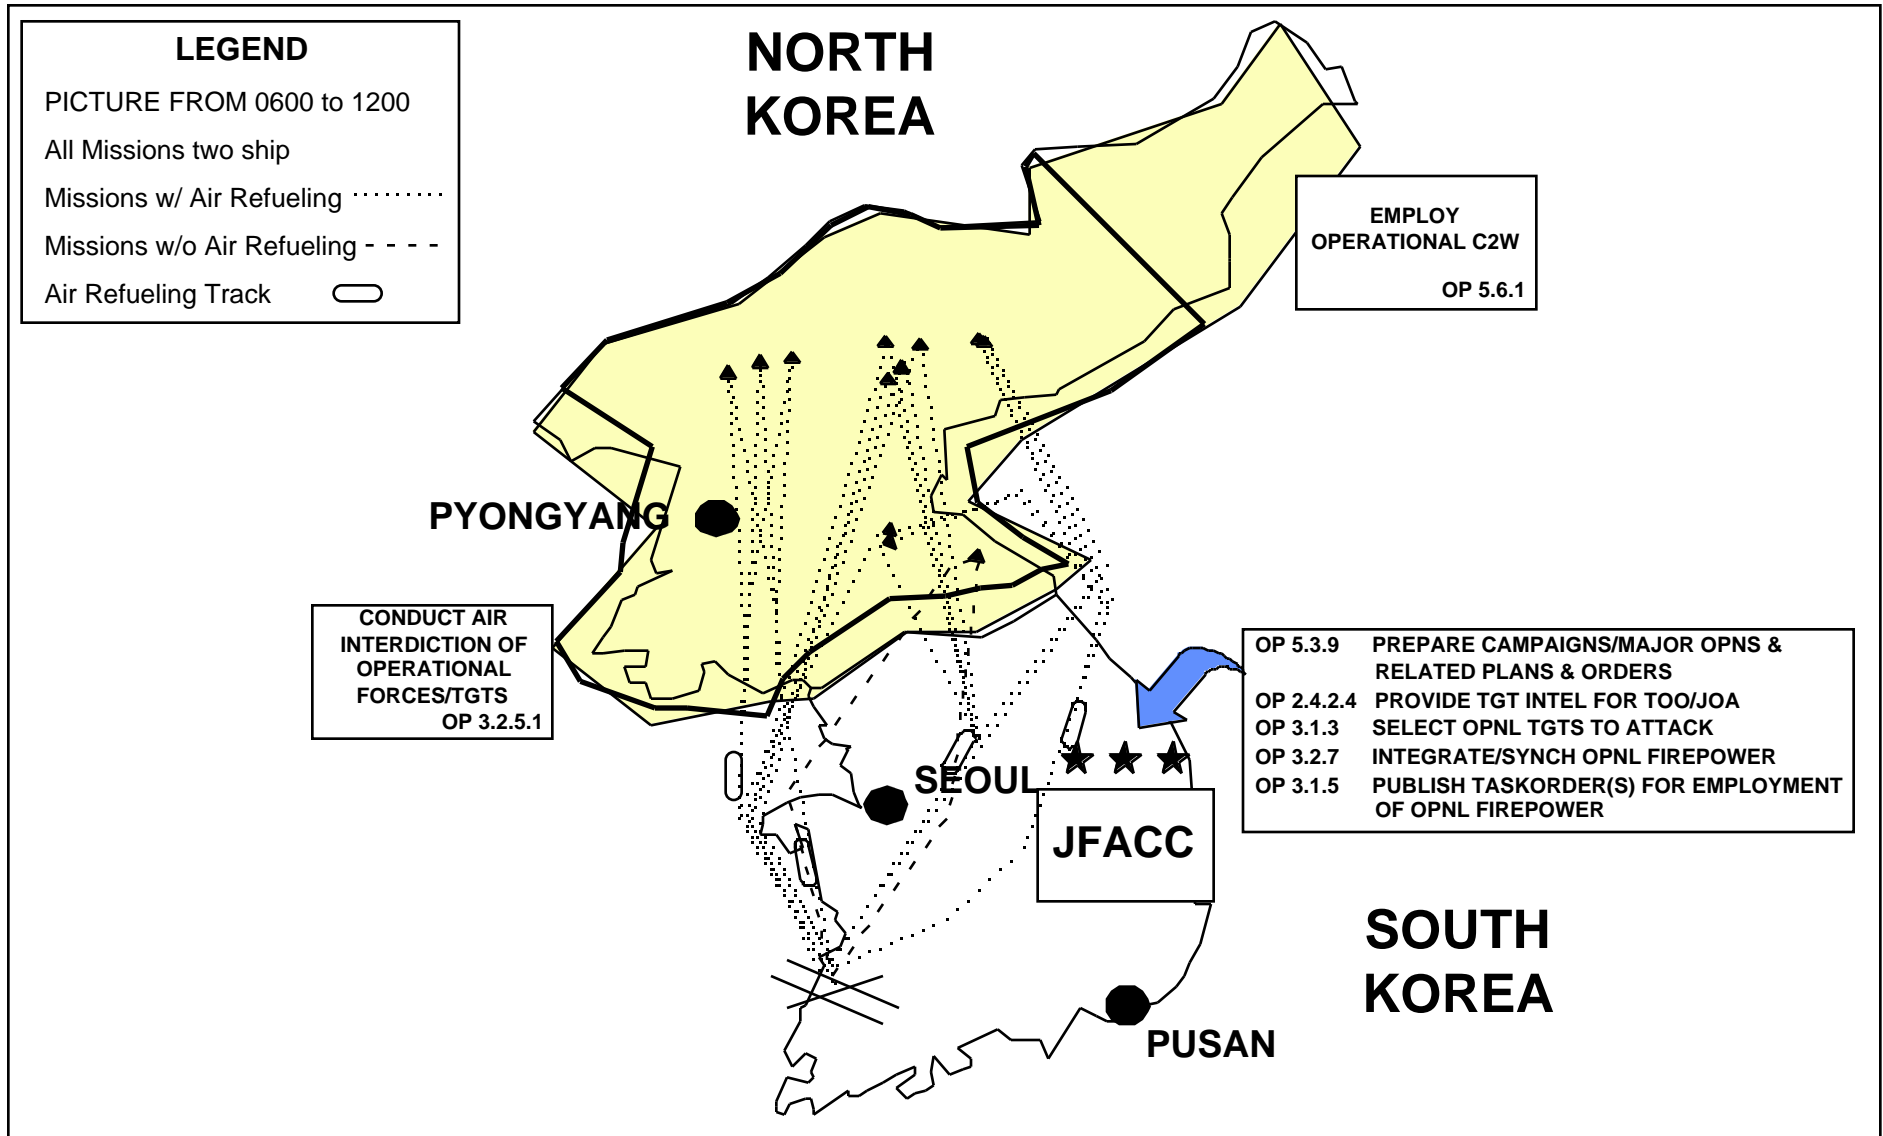 LEGEND
PICTURE FROM 0600 to 1200
All Missions two ship
Missions w/ Air Refueling
Missions w/o Air Refueling
Air Refueling Track
NORTH
KOREA
EMPLOY
OPERATIONAL C2W
OP 5.6.1
PYONGYANG
CONDUCT AIR
INTERDICTION OF
OPERATIONAL
FORCES/TGTS
OP 3.2.5.1
OP 5.3.9 PREPARE CAMPAIGNS/MAJOR OPNS &
RELATED PLANS & ORDERS
OP 2.4.2.4 PROVIDE TGT INTEL FOR TOO/JOA
OP 3.1.3 SELECT OPNL TGTS TO ATTACK
OP 3.2.7 INTEGRATE/SYNCH OPNL FIREPOWER
OP 3.1.5 PUBLISH TASKORDER(S) FOR EMPLOYMENT
OF OPNL FIREPOWER
SEOUL
JFACC
SOUTH
KOREA
PUSAN